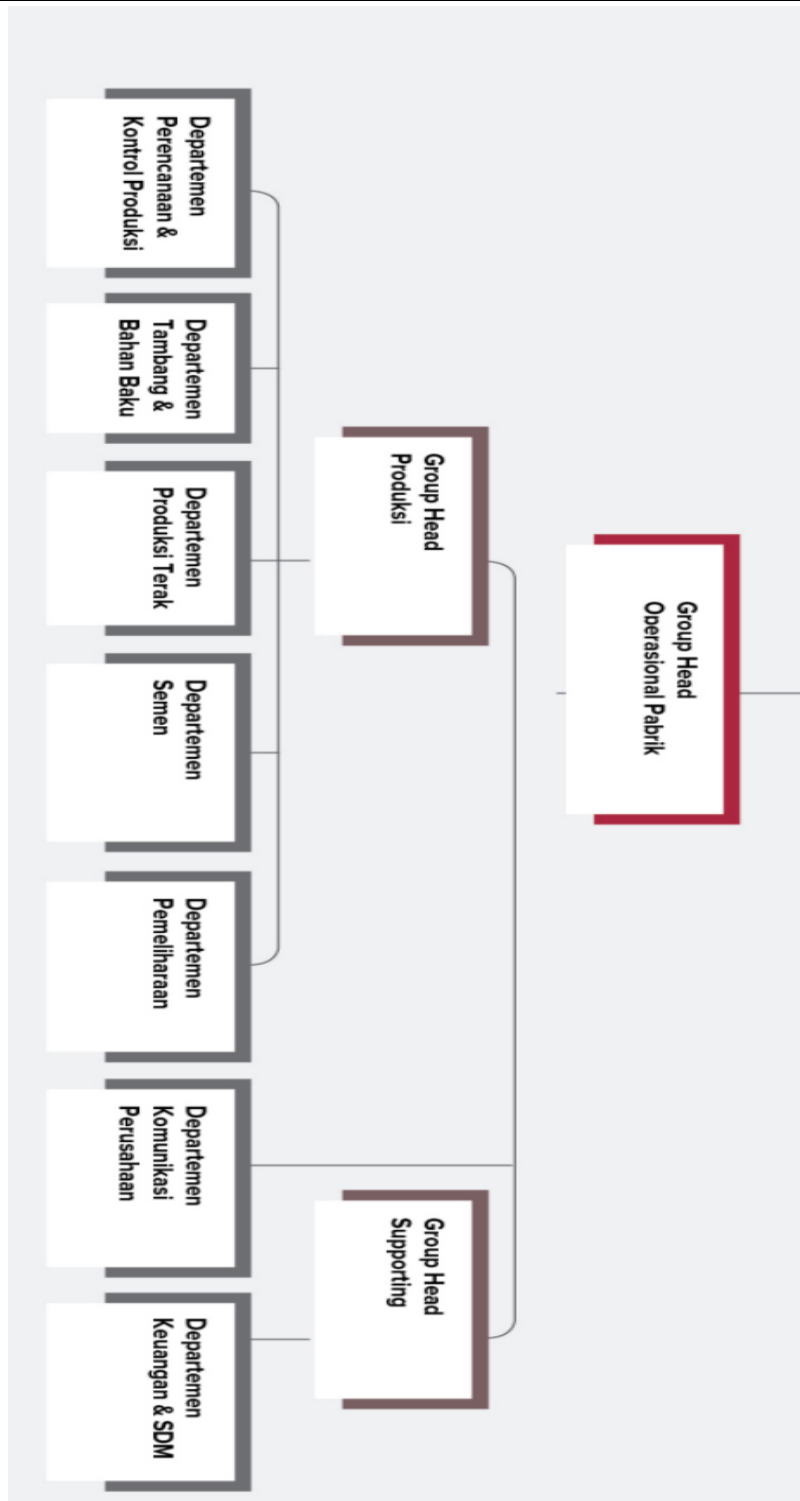 Group Head
Operasional Pabrik
Group Head
Produksi
Group Head
Supporting
Departemen
Perencanaan &
Kontrol Produksi
Departemen
Tambang &
Bahan Baku
Departemen
Produksi Terak
Departemen
Semen
Departemen
Pemeliharaan
Departemen
Komunikasi
Perusahaan
Departemen
Keuangan & SDM